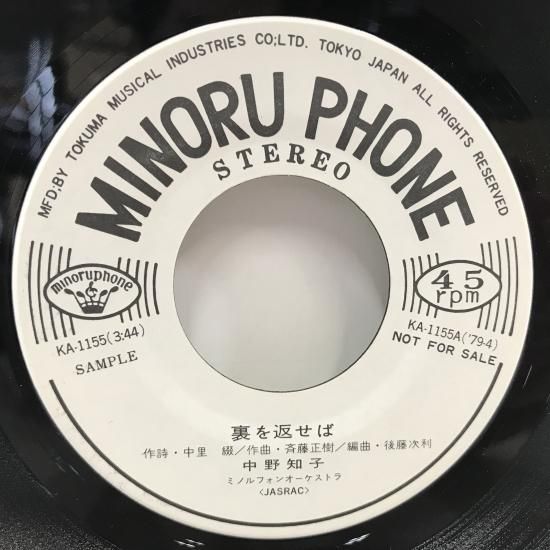 MFD:BY TOKUMA MUSICAL INDUSTRIES CO;LTD. TOKYO JAPAN ALL RIGHTS RESERVED
MINORU PHONE
STEREO
minoruphone
45
rpm
KA-1155(3:44)
SAMPLE
KA-1155A('79·4)
NOT FOR SALE
裏を返せば
作詩・中里 綴/作曲・斉藤正樹/編曲・後藤次利
中野知子
ミノルフォンオーケストラ
〈JASRAC〉